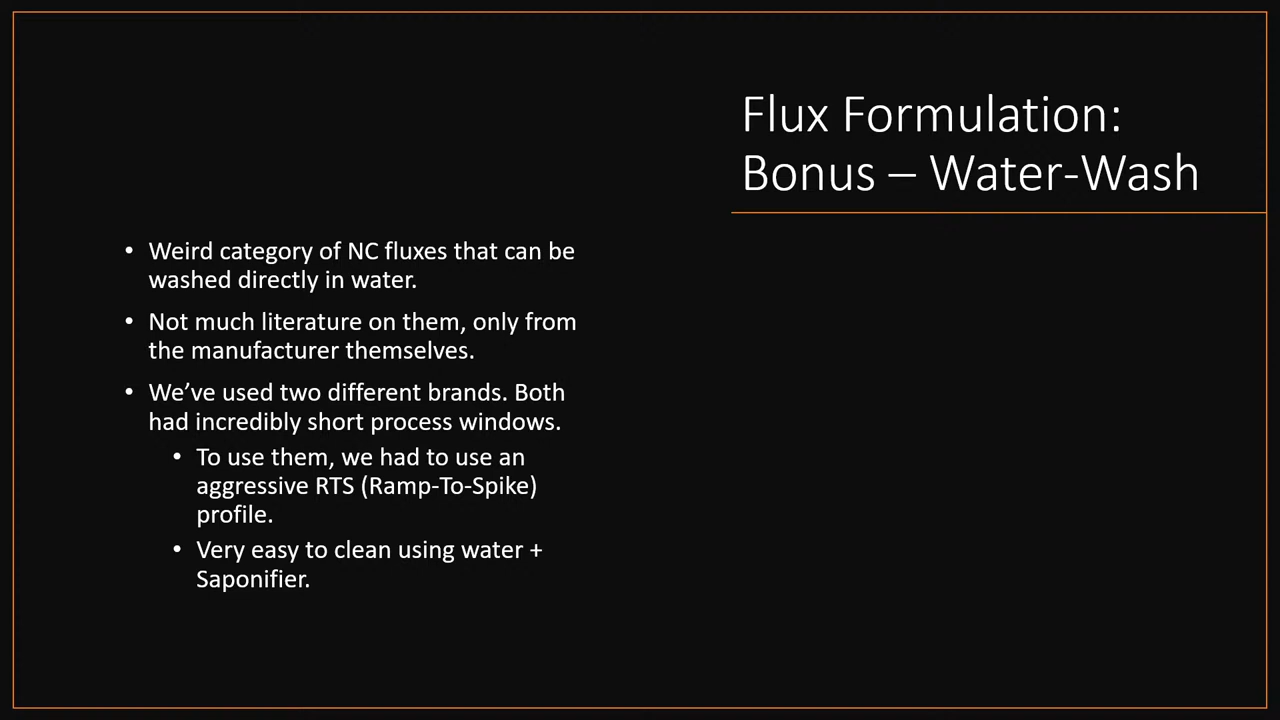 Flux Formulation:
Bonus – Water-Wash
• Weird category of NC fluxes that can be
washed directly in water.
• Not much literature on them, only from
the manufacturer themselves.
• We’ve used two different brands. Both
had incredibly short process windows.
• To use them, we had to use an
aggressive RTS (Ramp-To-Spike)
profile.
• Very easy to clean using water +
Saponifier.